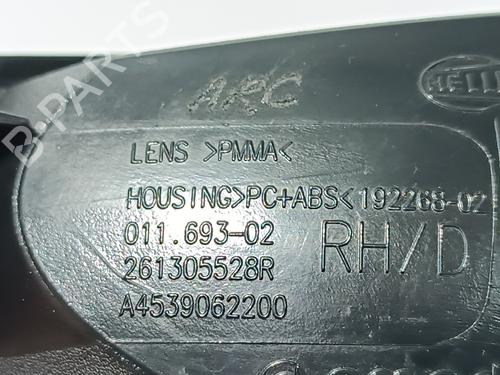 ARC
HELLA
LENS >PMMA<
HOUSING>PC+ABS< 192268-02
011.693-02
RH/D
261305528R
A4539062200
B-PARTS